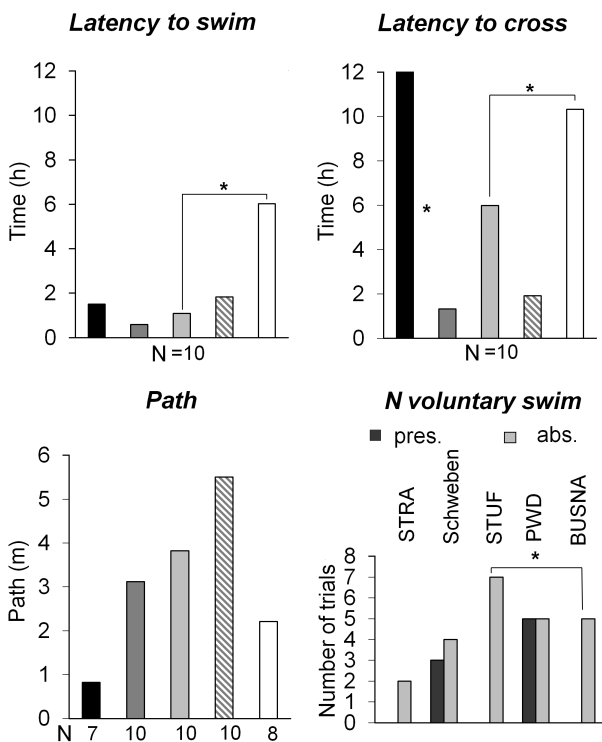 Latency to swim
12
10
8
6
4
2
0
Time (h)
*
N =10
Latency to cross
12
10
8
6
4
2
0
Time (h)
*
*
N =10
Path
6
5
4
3
2
1
0
Path (m)
N 7 10 10 10 8
N voluntary swim
pres. abs.
STRA
Schweben
STUF
PWD
BUSNA
8
7
6
5
4
3
2
1
0
Number of trials
*